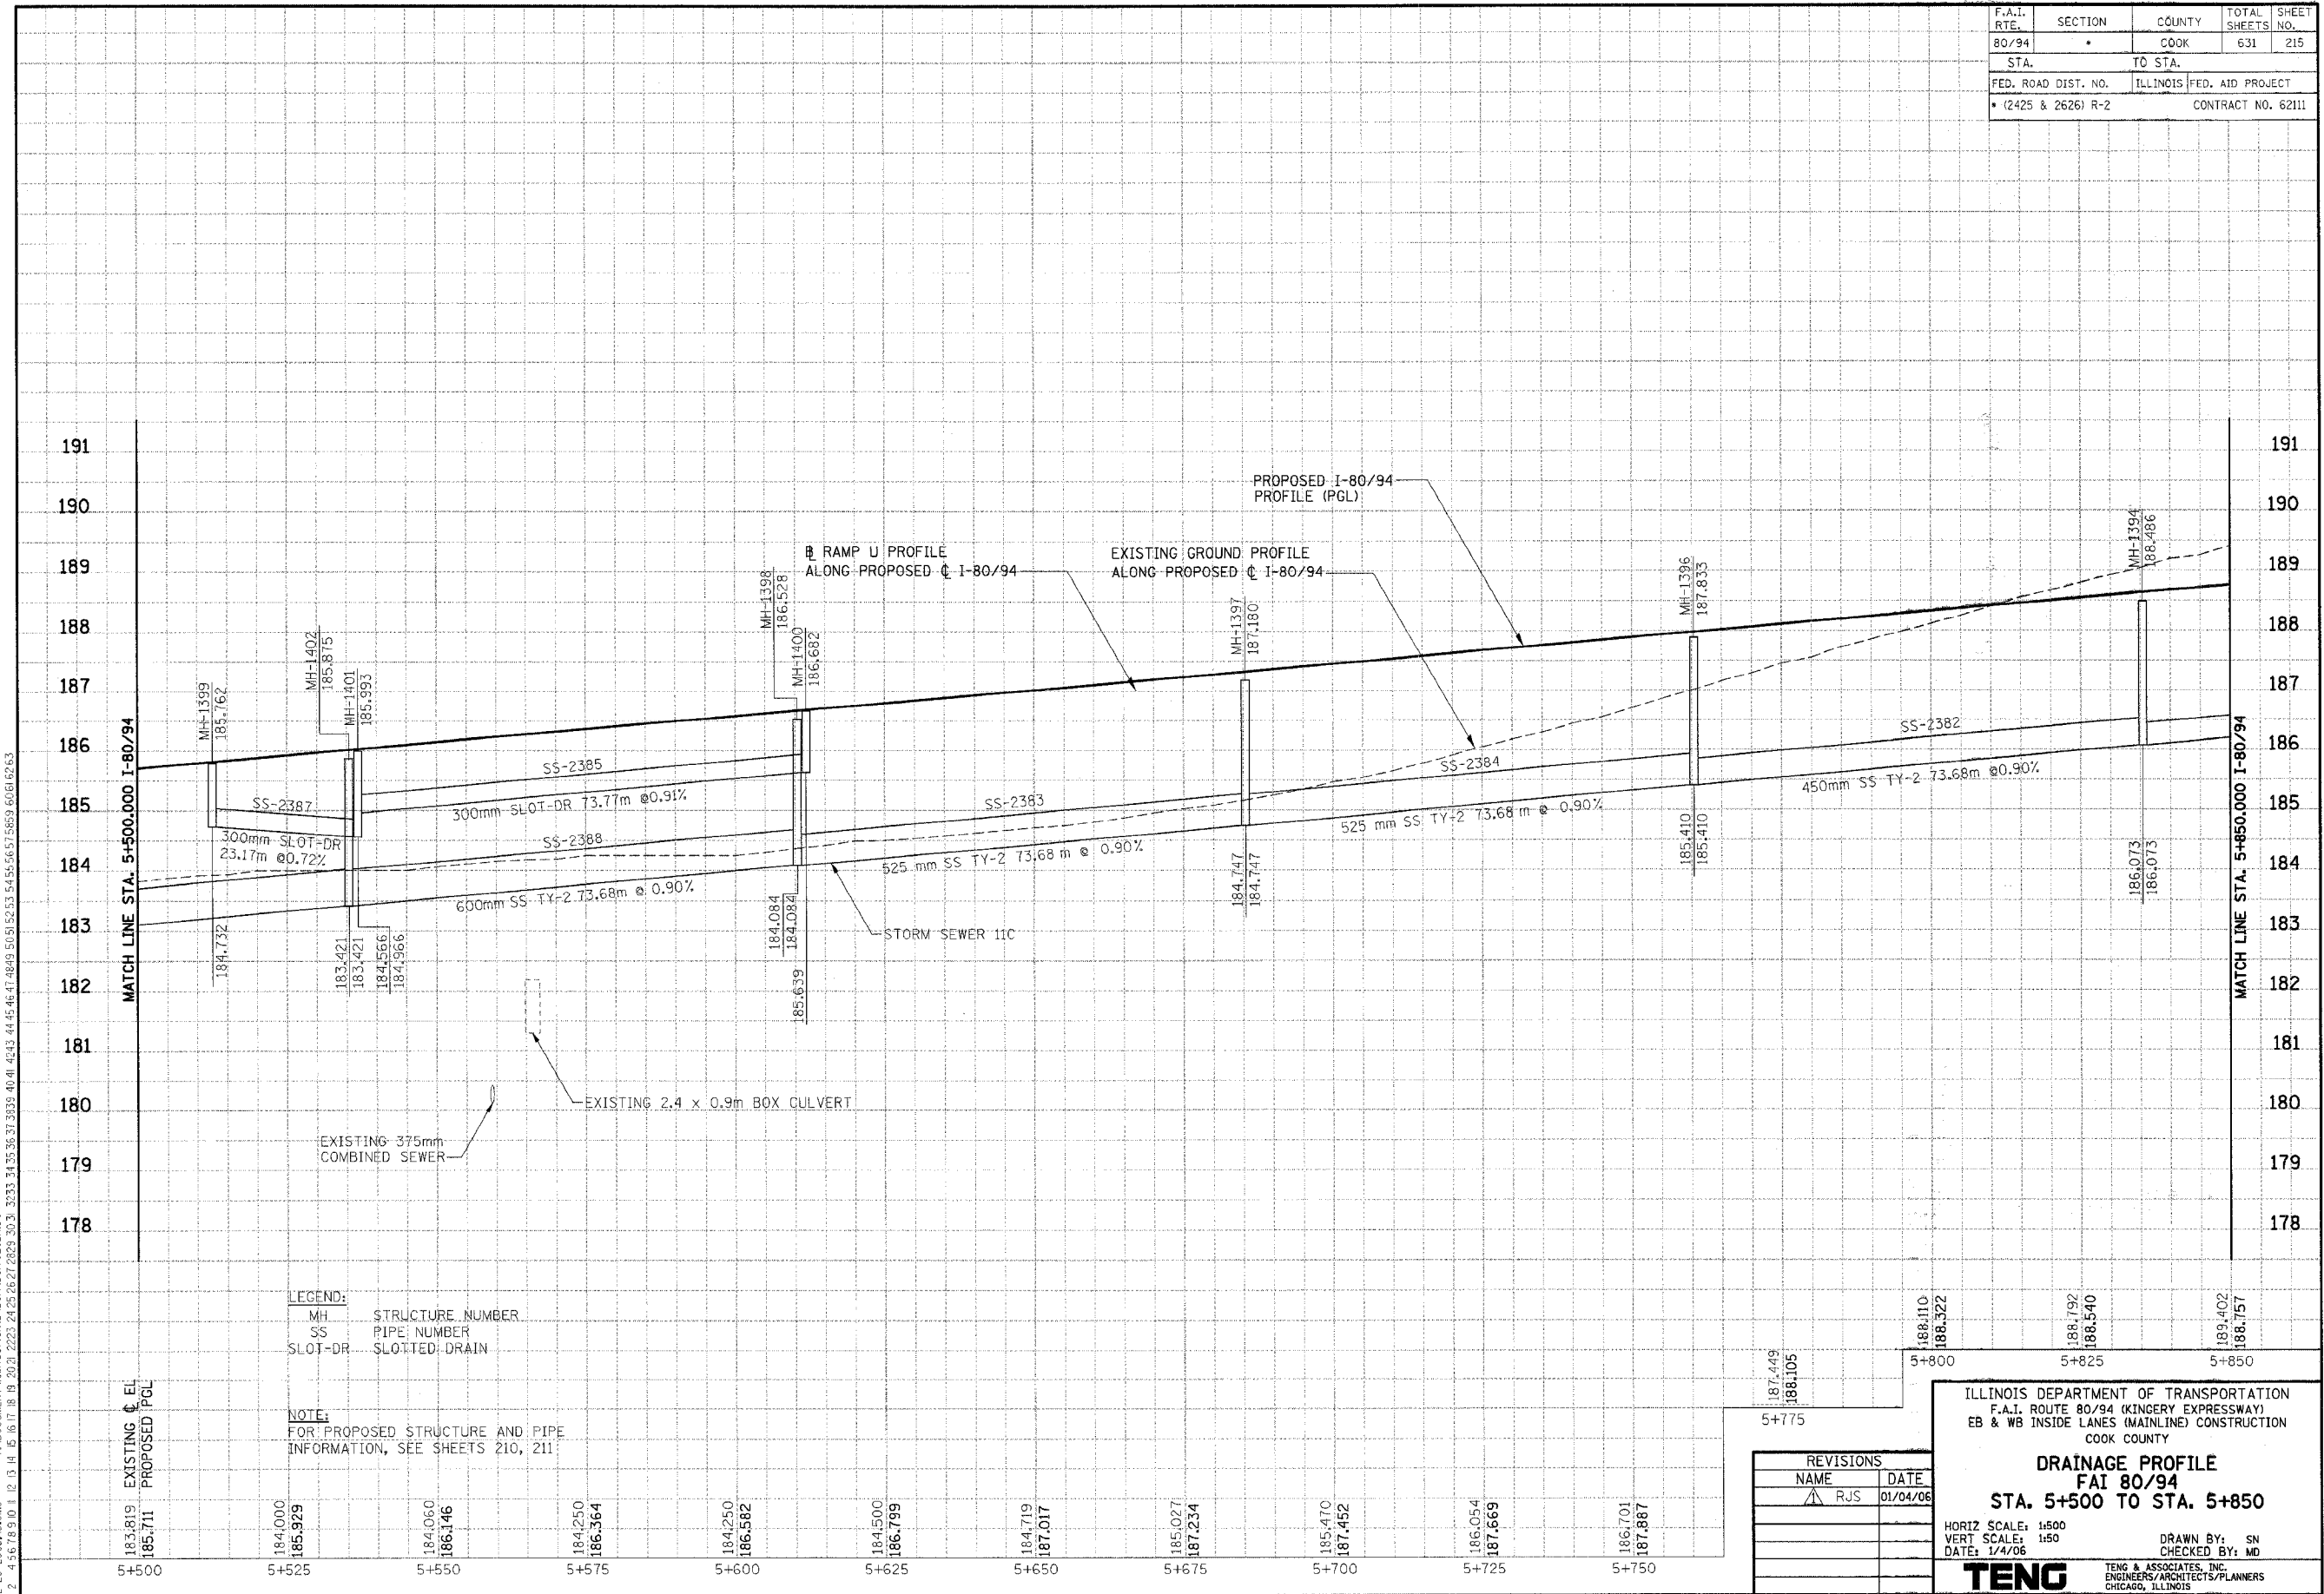 F.A.I. RTE. SECTION COUNTY TOTAL SHEETS SHEET NO.
80/94 * COOK 631 215
STA. TO STA.
FED. ROAD DIST. NO. ILLINOIS FED. AID PROJECT
* (2425 & 2626) R-2 CONTRACT NO. 62111
191
190
189
188
187
186
185
184
183
182
181
180
179
178
MATCH LINE STA. 5+500.000 I-80/94
MH-1399
185.762
MH-1402
185.875
MH-1401
185.993
MH-1398
186.528
MH-1400
186.682
MH-1397
187.180
MH-1396
187.833
MH-1394
188.486
PROPOSED I-80/94
PROFILE (PGL)
B RAMP U PROFILE
ALONG PROPOSED ℄ I-80/94
EXISTING GROUND PROFILE
ALONG PROPOSED ℄ I-80/94
SS-2387
300mm SLOT-DR
23.17m @0.72%
SS-2385
300mm SLOT-DR 73.77m @0.91%
SS-2388
600mm SS TY-2 73.68m @ 0.90%
SS-2383
525 mm SS TY-2 73.68 m @ 0.90%
SS-2384
525 mm SS TY-2 73.68 m @ 0.90%
SS-2382
450mm SS TY-2 73.68m @0.90%
STORM SEWER 11C
184.732
183.421
183.421
184.566
184.966
184.084
184.084
185.639
184.747
184.747
185.410
185.410
186.073
186.073
EXISTING 2.4 x 0.9m BOX CULVERT
EXISTING 375mm
COMBINED SEWER
MATCH LINE STA. 5+850.000 I-80/94
191
190
189
188
187
186
185
184
183
182
181
180
179
178
LEGEND:
MH STRUCTURE NUMBER
SS PIPE NUMBER
SLOT-DR SLOTTED DRAIN
NOTE:
FOR PROPOSED STRUCTURE AND PIPE
INFORMATION, SEE SHEETS 210, 211
183.819 EXISTING ℄ EL
185.711 PROPOSED PGL
5+500
184.000
185.929
5+525
184.060
186.146
5+550
184.250
186.364
5+575
184.250
186.582
5+600
184.500
186.799
5+625
184.719
187.017
5+650
185.027
187.234
5+675
185.470
187.452
5+700
186.054
187.669
5+725
186.701
187.887
5+750
187.449
188.105
5+775
188.110
188.322
5+800
188.792
188.540
5+825
189.402
188.757
5+850
REVISIONS
NAME DATE
1 RJS 01/04/06
ILLINOIS DEPARTMENT OF TRANSPORTATION
F.A.I. ROUTE 80/94 (KINGERY EXPRESSWAY)
EB & WB INSIDE LANES (MAINLINE) CONSTRUCTION
COOK COUNTY
DRAINAGE PROFILE
FAI 80/94
STA. 5+500 TO STA. 5+850
HORIZ SCALE: 1:500
VERT SCALE: 1:50 DRAWN BY: SN
DATE: 1/4/06 CHECKED BY: MD
TENG
TENG & ASSOCIATES, INC.
ENGINEERS/ARCHITECTS/PLANNERS
CHICAGO, ILLINOIS